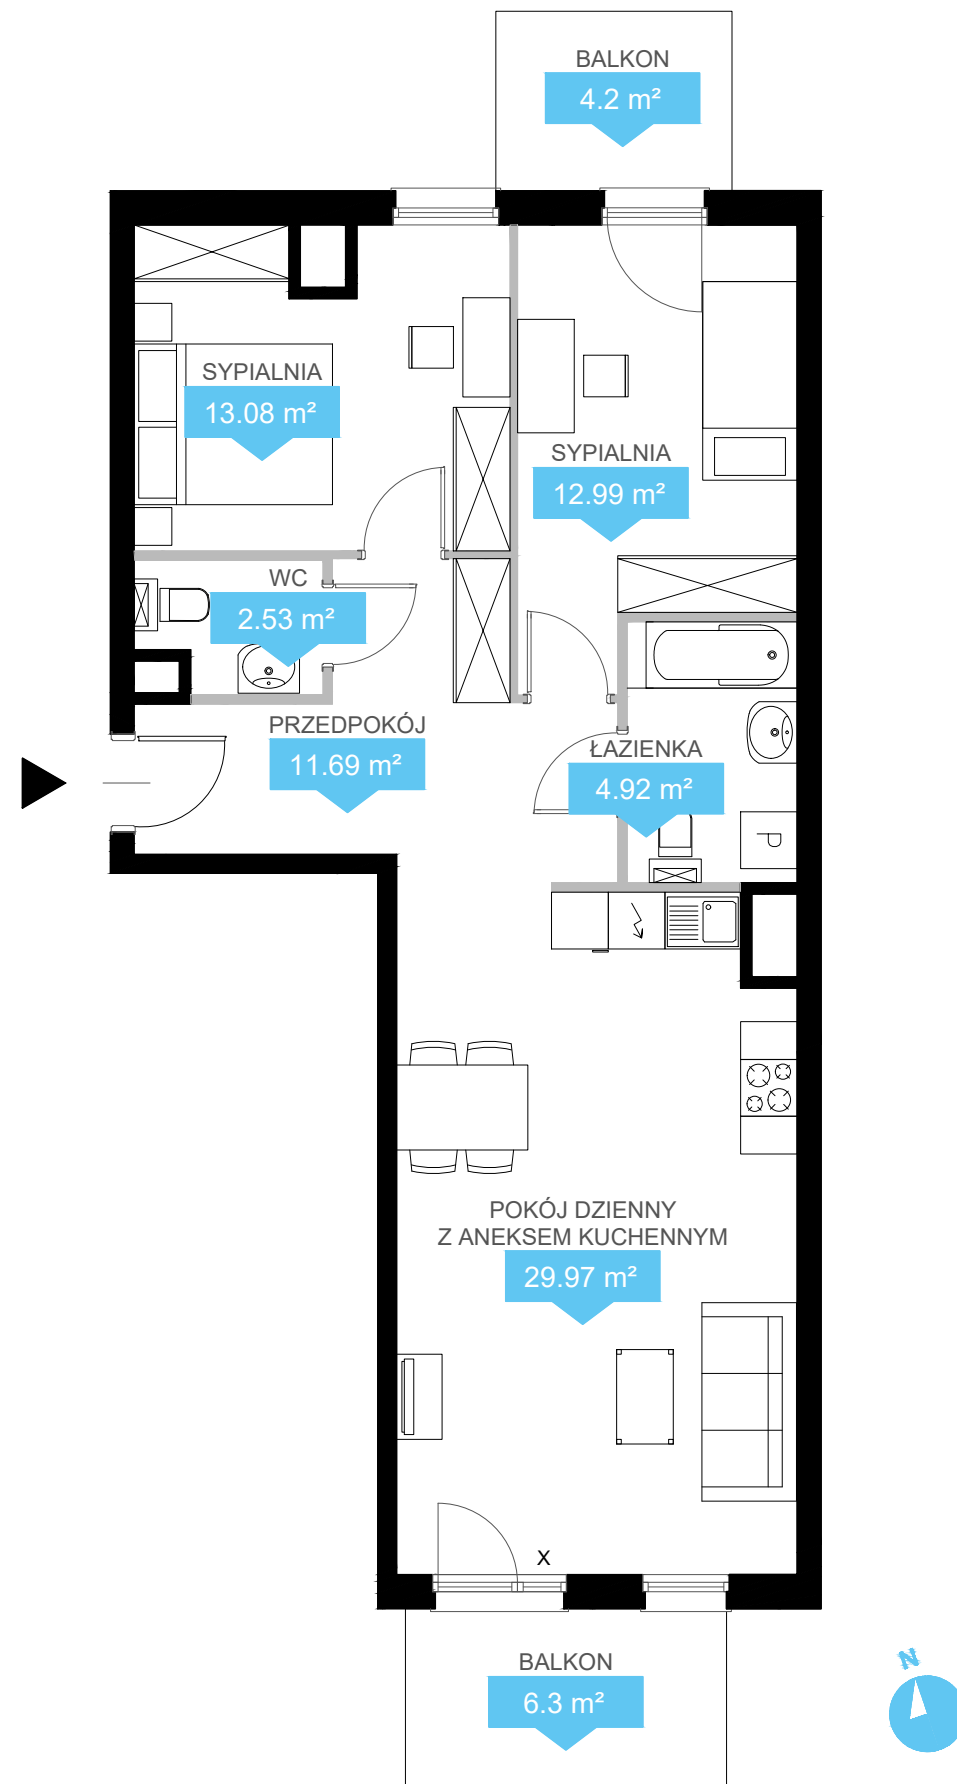 BALKON
4.2 m²
SYPIALNIA
13.08 m²
SYPIALNIA
12.99 m²
WC
2.53 m²
PRZEDPOKÓJ
11.69 m²
ŁAZIENKA
4.92 m²
P
POKÓJ DZIENNY
Z ANEKSEM KUCHENNYM
29.97 m²
X
BALKON
6.3 m²
N